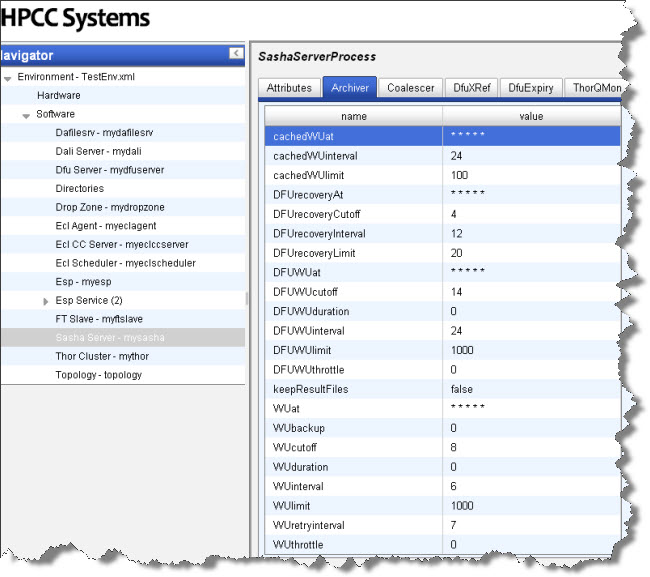 HPCC Systems
Navigator
Environment - TestEnv.xml
Hardware
Software
Dafilesrv - mydafilesrv
Dali Server - mydali
Dfu Server - mydfuserver
Directories
Drop Zone - mydropzone
Ecl Agent - myeclagent
Ecl CC Server - myeclccserver
Ecl Scheduler - myeclscheduler
Esp - myesp
Esp Service (2)
FT Slave - myftslave
Sasha Server - mysasha
Thor Cluster - mythor
Topology - topology
SashaServerProcess
Attributes Archiver Coalescer DfuXRef DfuExpiry ThorQMon
name value
cachedWUat * * * * *
cachedWUinterval 24
cachedWUlimit 100
DFUrecoveryAt * * * * *
DFUrecoveryCutoff 4
DFUrecoveryInterval 12
DFUrecoveryLimit 20
DFUWUat * * * * *
DFUWUcutoff 14
DFUWUduration 0
DFUWUinterval 24
DFUWUlimit 1000
DFUWUthrottle 0
keepResultFiles false
WUat * * * * *
WUbackup 0
WUcutoff 8
WUduration 0
WUinterval 6
WUlimit 1000
WUretryinterval 7
WUthrottle 0